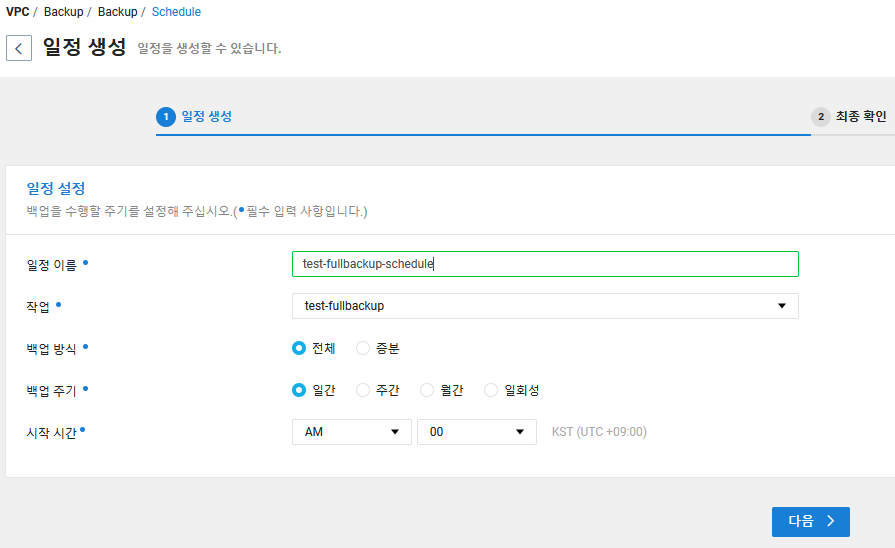 VPC / Backup / Backup / Schedule
일정 생성 일정을 생성할 수 있습니다.
1 일정 생성 2 최종 확인
일정 설정
백업을 수행할 주기를 설정해 주십시오.(• 필수 입력 사항입니다.)
일정 이름 • test-fullbackup-schedule
작업 • test-fullbackup
백업 방식 • 전체 증분
백업 주기 • 일간 주간 월간 일회성
시작 시간 • AM 00 KST (UTC +09:00)
다음